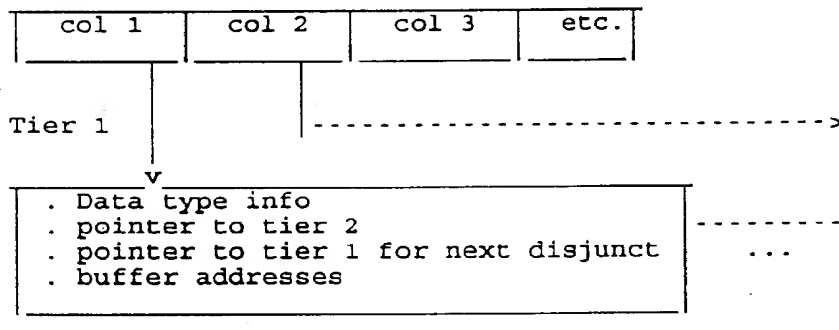 col 1 col 2 col 3 etc.
Tier 1
. Data type info
. pointer to tier 2
. pointer to tier 1 for next disjunct
. buffer addresses
...